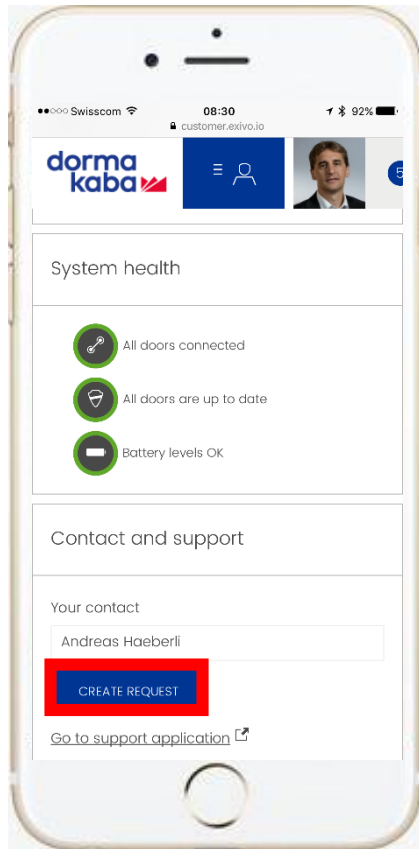 Swisscom 08:30 92%
customer.exivo.io
dorma
kaba
5
System health
All doors connected
All doors are up to date
Battery levels OK
Contact and support
Your contact
Andreas Haeberli
CREATE REQUEST
Go to support application